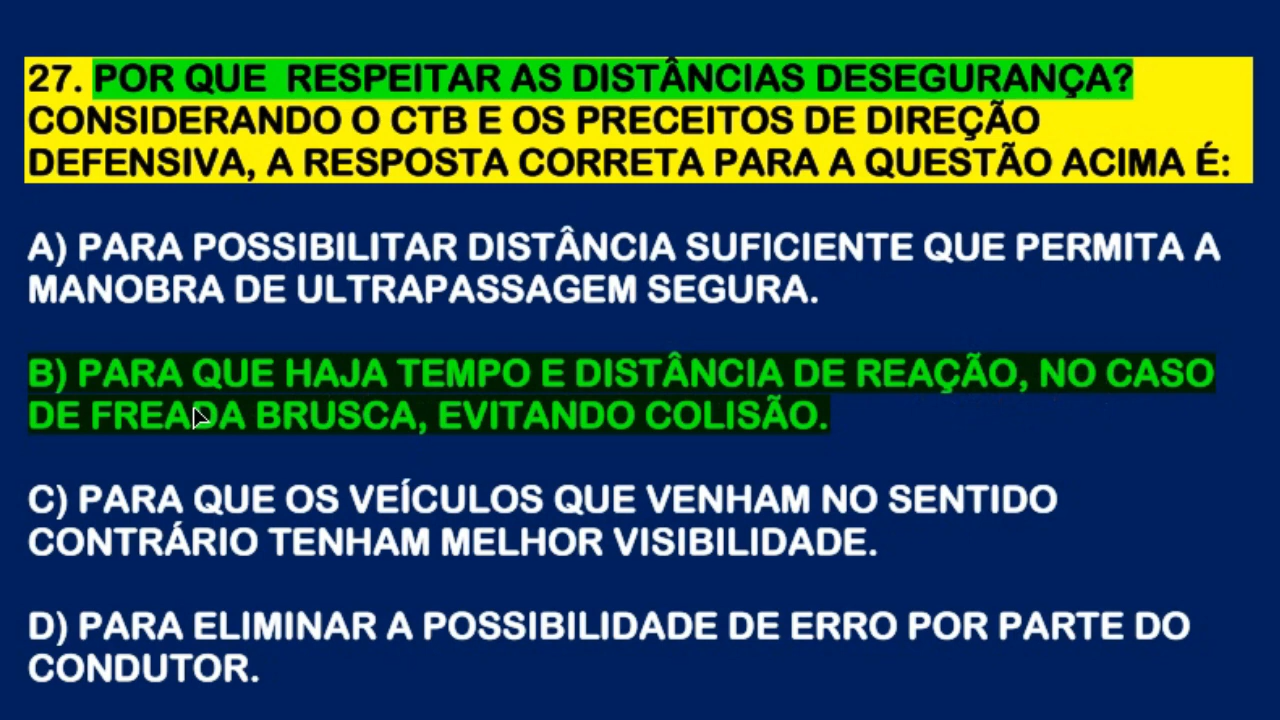 27. POR QUE  RESPEITAR AS DISTÂNCIAS DESEGURANÇA?
CONSIDERANDO O CTB E OS PRECEITOS DE DIREÇÃO
DEFENSIVA, A RESPOSTA CORRETA PARA A QUESTÃO ACIMA É:
A) PARA POSSIBILITAR DISTÂNCIA SUFICIENTE QUE PERMITA A
MANOBRA DE ULTRAPASSAGEM SEGURA.
B) PARA QUE HAJA TEMPO E DISTÂNCIA DE REAÇÃO, NO CASO
DE FREADA BRUSCA, EVITANDO COLISÃO.
C) PARA QUE OS VEÍCULOS QUE VENHAM NO SENTIDO
CONTRÁRIO TENHAM MELHOR VISIBILIDADE.
D) PARA ELIMINAR A POSSIBILIDADE DE ERRO POR PARTE DO
CONDUTOR.